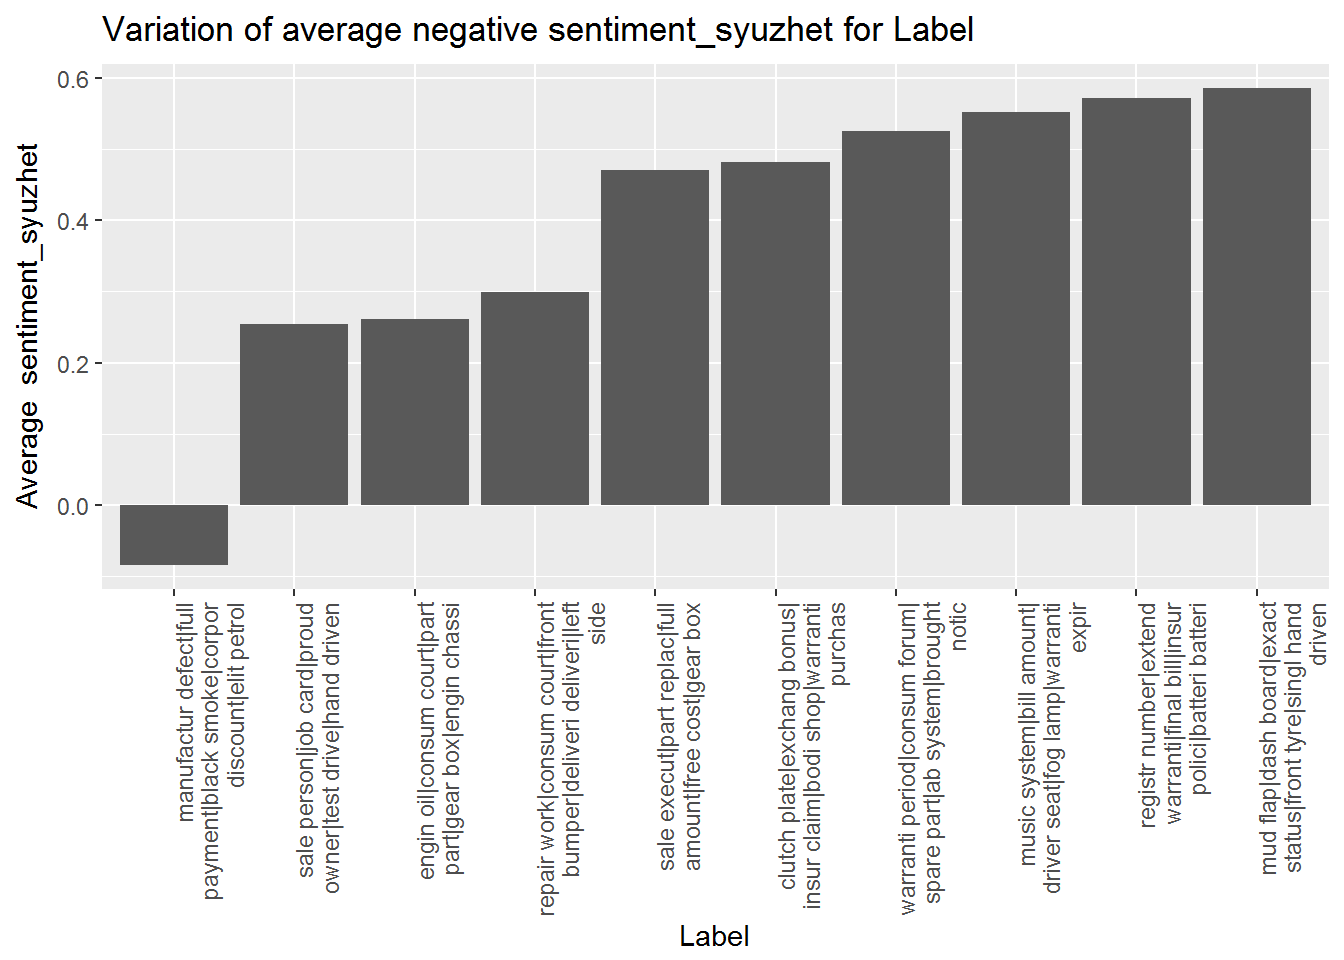 Variation of average negative sentiment_syuzhet for Label
Average  sentiment_syuzhet
0.6
0.4
0.2
0.0
manufactur defect|full
payment|black smoke|corpor
discount|elit petrol
sale person|job card|proud
owner|test drive|hand driven
engin oil|consum court|part
part|gear box|engin chassi
repair work|consum court|front
bumper|deliveri deliveri|left
side
sale execut|part replac|full
amount|free cost|gear box
clutch plate|exchang bonus|
insur claim|bodi shop|warranti
purchas
warranti period|consum forum|
spare part|ab system|brought
notic
music system|bill amount|
driver seat|fog lamp|warranti
expir
registr number|extend
warranti|final bill|insur
polici|batteri batteri
mud flap|dash board|exact
status|front tyre|singl hand
driven
Label